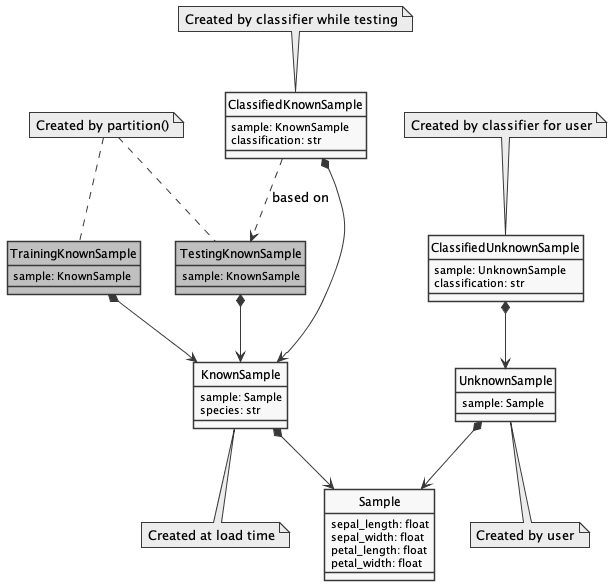 Created by classifier while testing
ClassifiedKnownSample
sample: KnownSample
classification: str
Created by partition()
Created by classifier for user
based on
TrainingKnownSample
sample: KnownSample
TestingKnownSample
sample: KnownSample
ClassifiedUnknownSample
sample: UnknownSample
classification: str
KnownSample
sample: Sample
species: str
UnknownSample
sample: Sample
Created at load time
Sample
sepal_length: float
sepal_width: float
petal_length: float
petal_width: float
Created by user